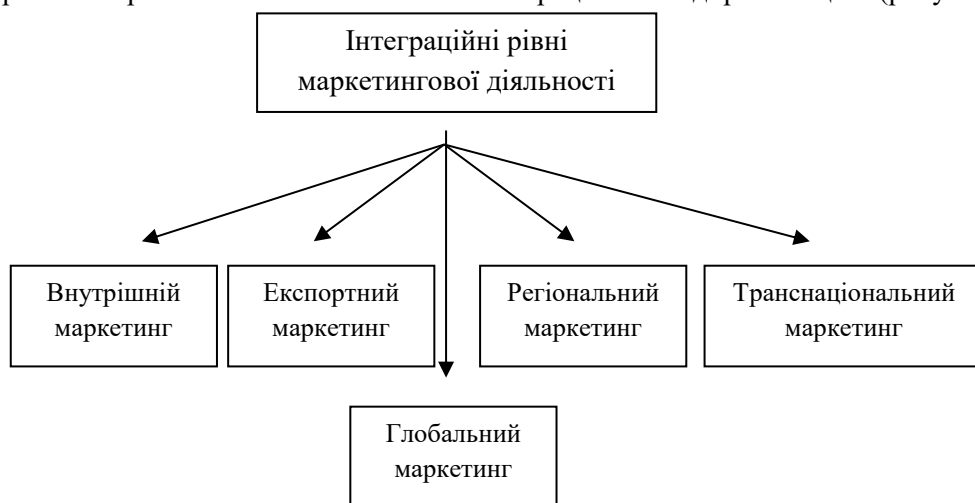 Інтеграційні рівні
маркетингової діяльності
Внутрішній
маркетинг
Експортний
маркетинг
Регіональний
маркетинг
Транснаціональний
маркетинг
Глобальний
маркетинг